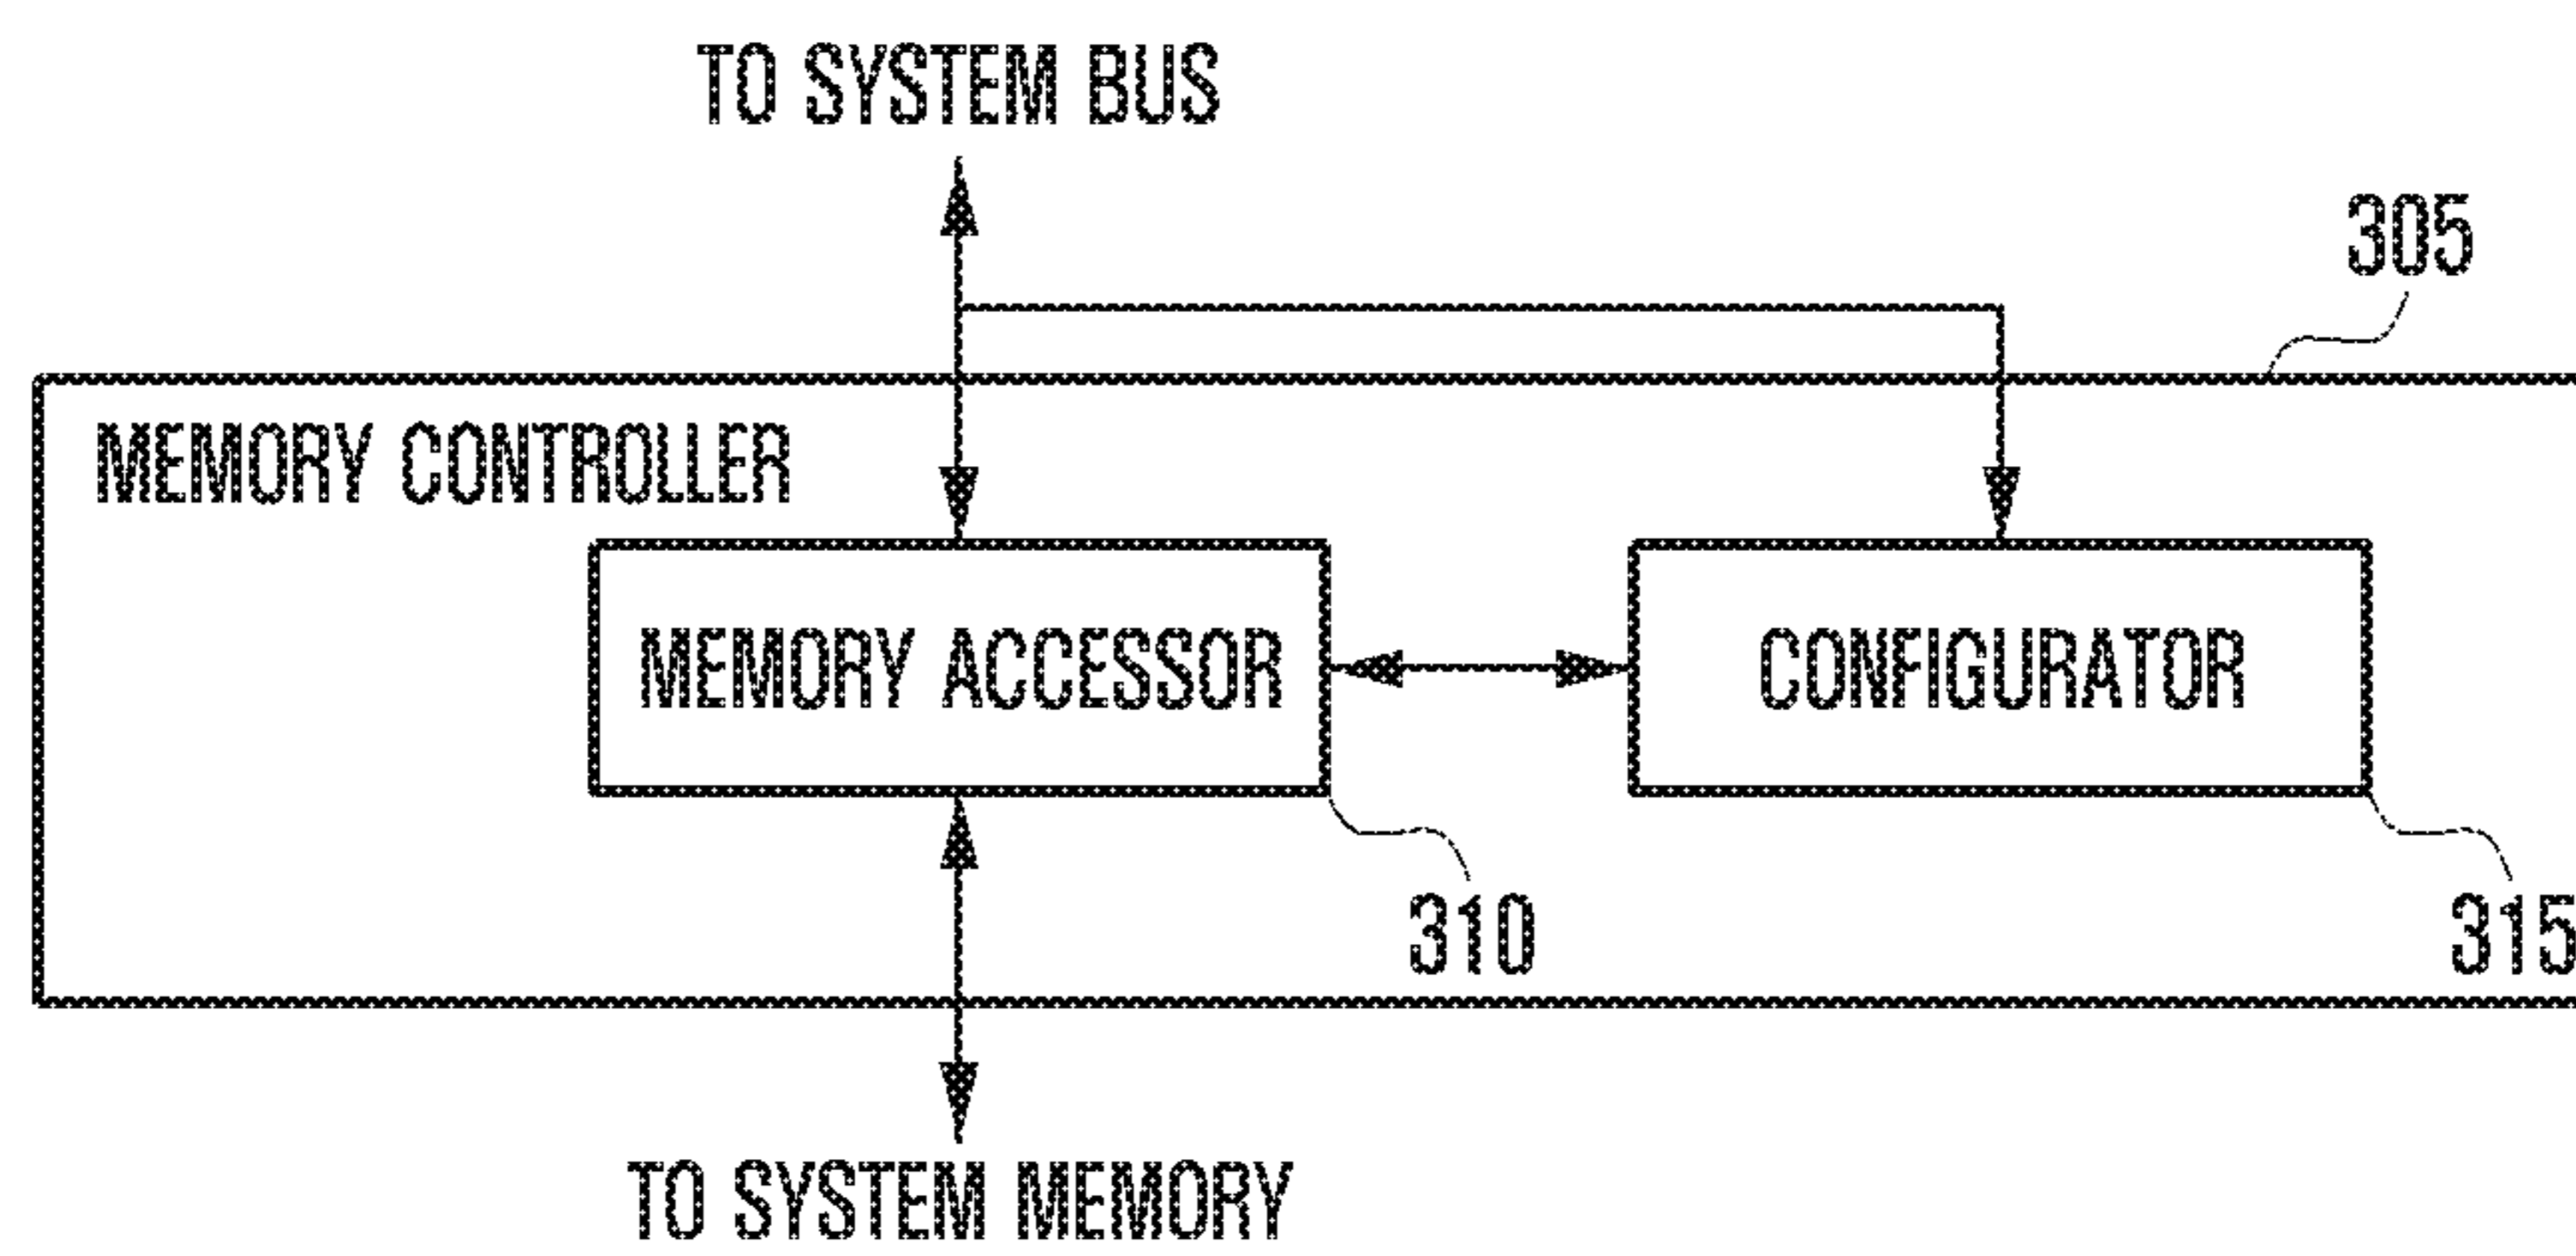 TO SYSTEM BUS
305
MEMORY CONTROLLER
MEMORY ACCESSOR
CONFIGURATOR
310
315
TO SYSTEM MEMORY